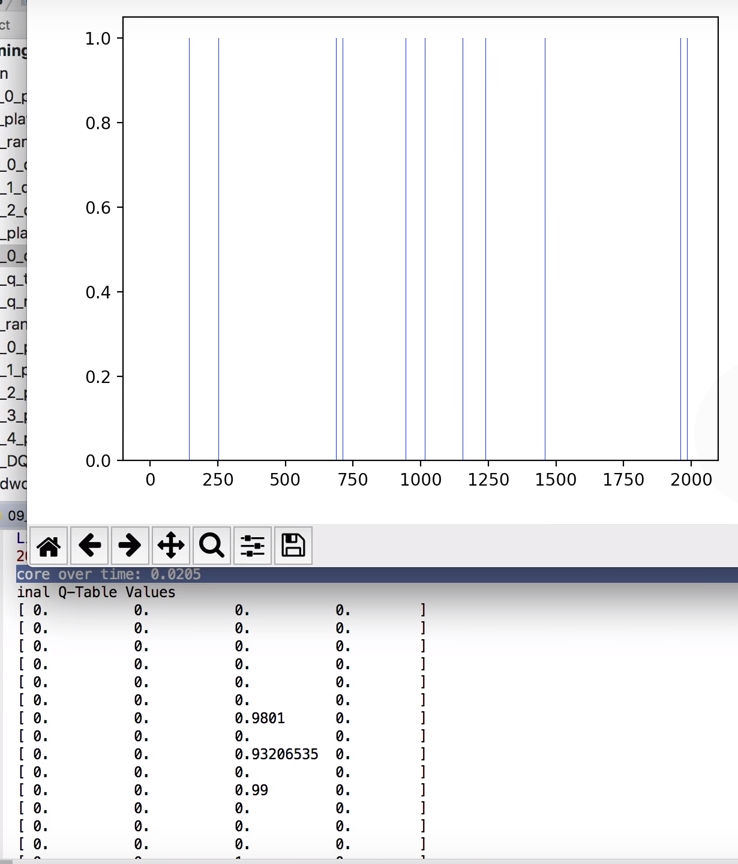 ct
ning
n
_0_p
_pla
_ran
_0_c
_1_c
_2_c
_pla
_0_c
_q_t
_q_r
_ran
_0_p
_1_p
_2_p
_3_p
_4_p
_DQ
dwc
09_
1.0
0.8
0.6
0.4
0.2
0.0
0 250 500 750 1000 1250 1500 1750 2000
core over time: 0.0205
inal Q-Table Values
[ 0. 0. 0. 0. ]
[ 0. 0. 0. 0. ]
[ 0. 0. 0. 0. ]
[ 0. 0. 0. 0. ]
[ 0. 0. 0. 0. ]
[ 0. 0. 0. 0. ]
[ 0. 0. 0.9801 0. ]
[ 0. 0. 0. 0. ]
[ 0. 0. 0.93206535 0. ]
[ 0. 0. 0. 0. ]
[ 0. 0. 0.99 0. ]
[ 0. 0. 0. 0. ]
[ 0. 0. 0. 0. ]
[ 0. 0. 0. 0. ]